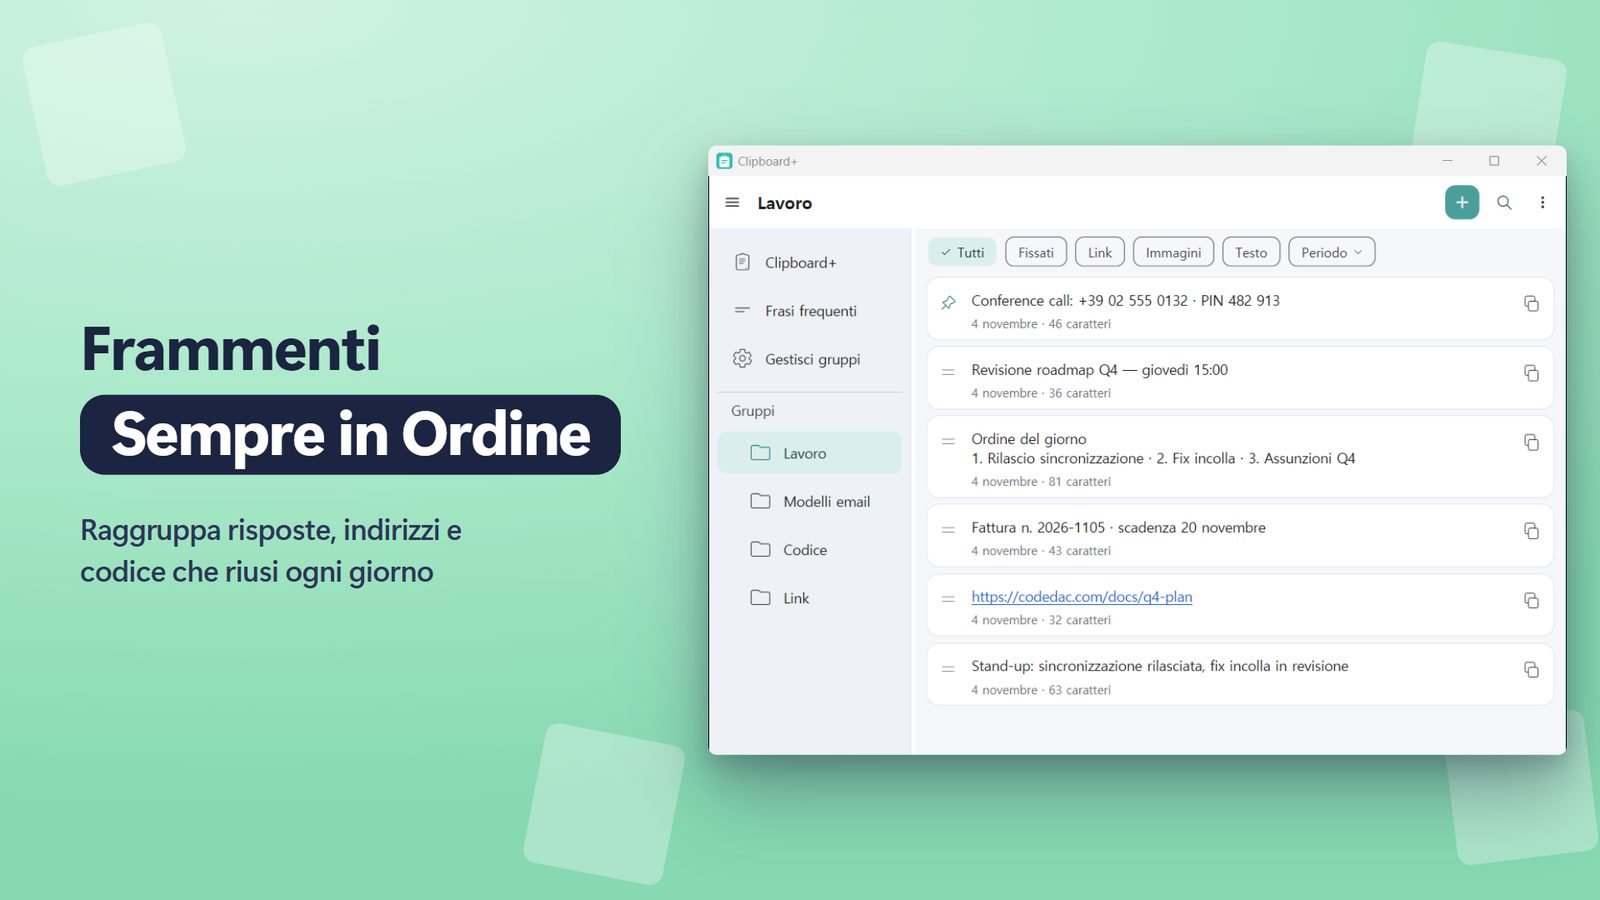 Frammenti
Sempre in Ordine
Raggruppa risposte, indirizzi e
codice che riusi ogni giorno
Clipboard+
Lavoro
Clipboard+
Frasi frequenti
Gestisci gruppi
Gruppi
Lavoro
Modelli email
Codice
Link
Tutti
Fissati
Link
Immagini
Testo
Periodo
Conference call: +39 02 555 0132 · PIN 482 913
4 novembre · 46 caratteri
Revisione roadmap Q4 — giovedì 15:00
4 novembre · 36 caratteri
Ordine del giorno
1. Rilascio sincronizzazione · 2. Fix incolla · 3. Assunzioni Q4
4 novembre · 81 caratteri
Fattura n. 2026-1105 · scadenza 20 novembre
4 novembre · 43 caratteri
https://codedac.com/docs/q4-plan
4 novembre · 32 caratteri
Stand-up: sincronizzazione rilasciata, fix incolla in revisione
4 novembre · 63 caratteri